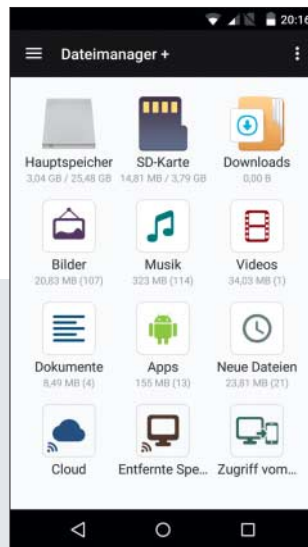 20:16
Dateimanager +
Hauptspeicher SD-Karte Downloads
3,04 GB / 25,48 GB 14,81 MB / 3,79 GB 0,00 B
Bilder Musik Videos
20,83 MB (107) 323 MB (114) 34,03 MB (1)
Dokumente Apps Neue Dateien
8,49 MB (4) 155 MB (13) 23,81 MB (21)
Cloud Entfernte Spe... Zugriff vom...